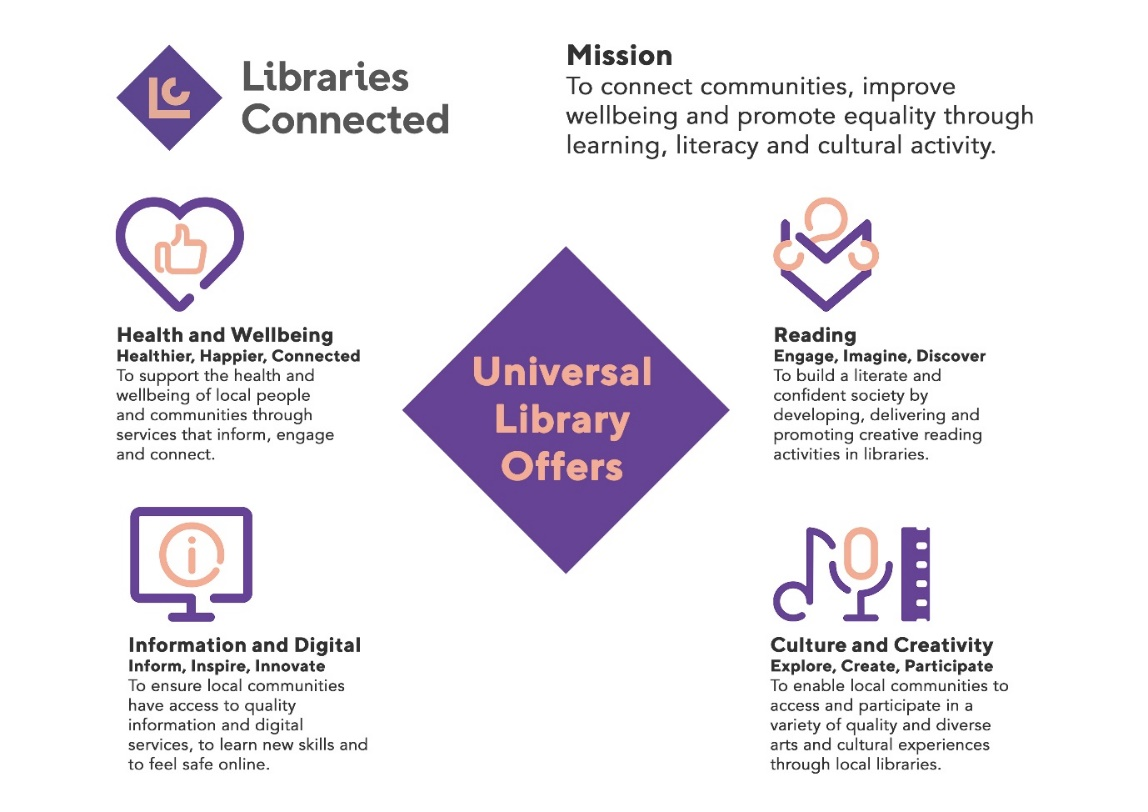 LC
Libraries
Connected
Mission
To connect communities, improve
wellbeing and promote equality through
learning, literacy and cultural activity.
Health and Wellbeing
Healthier, Happier, Connected
To support the health and
wellbeing of local people
and communities through
services that inform, engage
and connect.
Universal
Library
Offers
Reading
Engage, Imagine, Discover
To build a literate and
confident society by
developing, delivering and
promoting creative reading
activities in libraries.
i
Information and Digital
Inform, Inspire, Innovate
To ensure local communities
have access to quality
information and digital
services, to learn new skills and
to feel safe online.
Culture and Creativity
Explore, Create, Participate
To enable local communities to
access and participate in a
variety of quality and diverse
arts and cultural experiences
through local libraries.